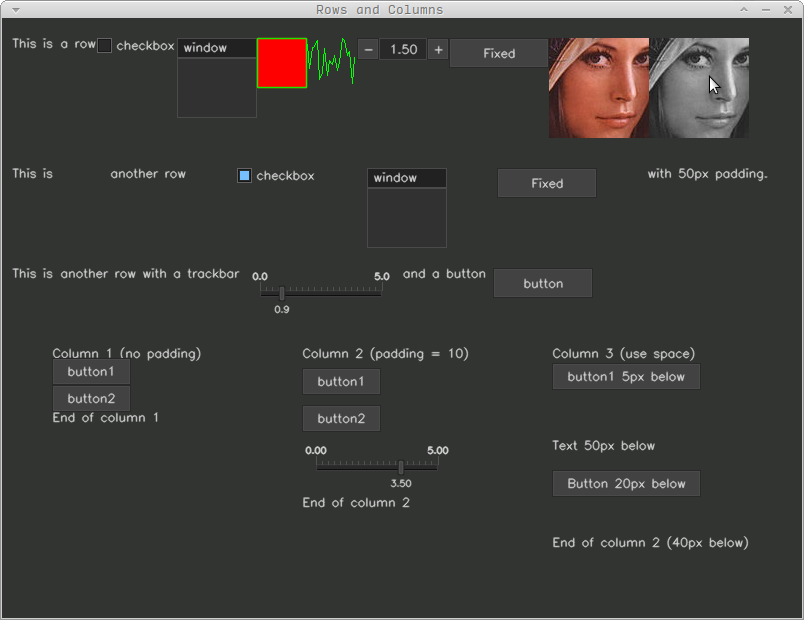 Rows and Columns
This is a row checkbox window − 1.50 + Fixed
This is another row checkbox window Fixed with 50px padding.
This is another row with a trackbar 0.0 5.0 and a button button
0.9
Column 1 (no padding)
button1
button2
End of column 1
Column 2 (padding = 10)
button1
button2
0.00 5.00
3.50
End of column 2
Column 3 (use space)
button1 5px below
Text 50px below
Button 20px below
End of column 2 (40px below)